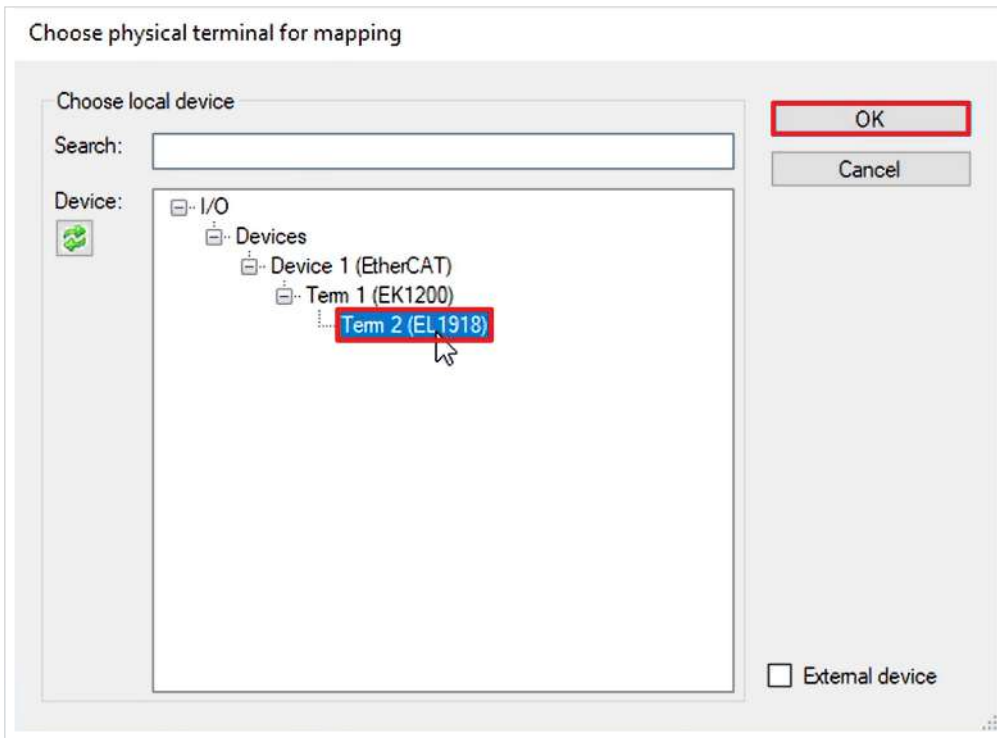 Choose physical terminal for mapping
Choose local device
Search:
OK
Cancel
Device:
I/O
Devices
Device 1 (EtherCAT)
Term 1 (EK1200)
Term 2 (EL1918)
External device